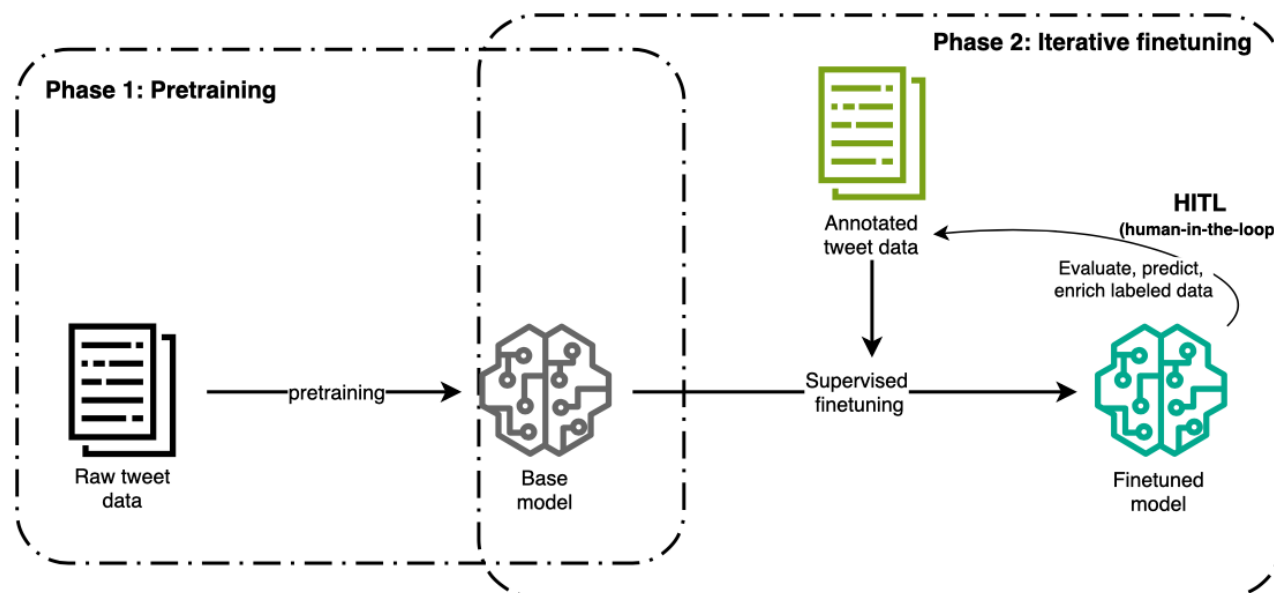 Phase 2: Iterative finetuning
Phase 1: Pretraining
Annotated
tweet data
HITL
(human-in-the-loop
Evaluate, predict,
enrich labeled data
pretraining
Supervised
finetuning
Raw tweet
data
Base
model
Finetuned
model